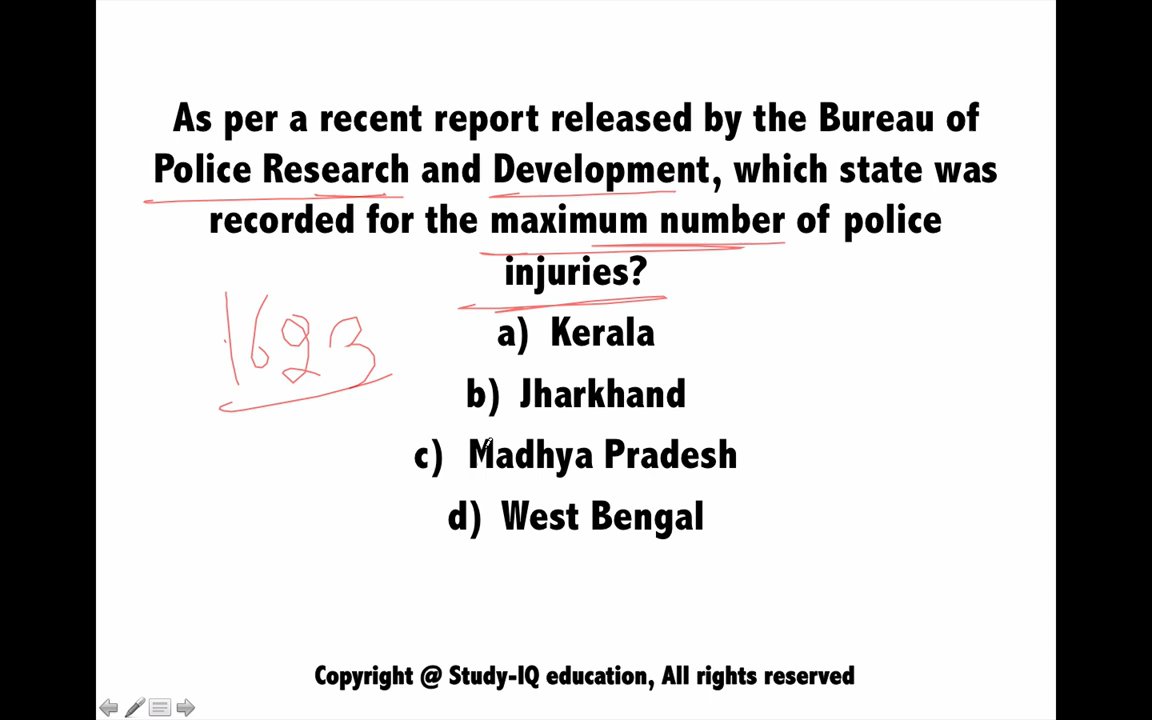 As per a recent report released by the Bureau of
Police Research and Development, which state was
recorded for the maximum number of police
injuries?
1693
a) Kerala
b) Jharkhand
c) Madhya Pradesh
d) West Bengal
Copyright @ Study-IQ education, All rights reserved